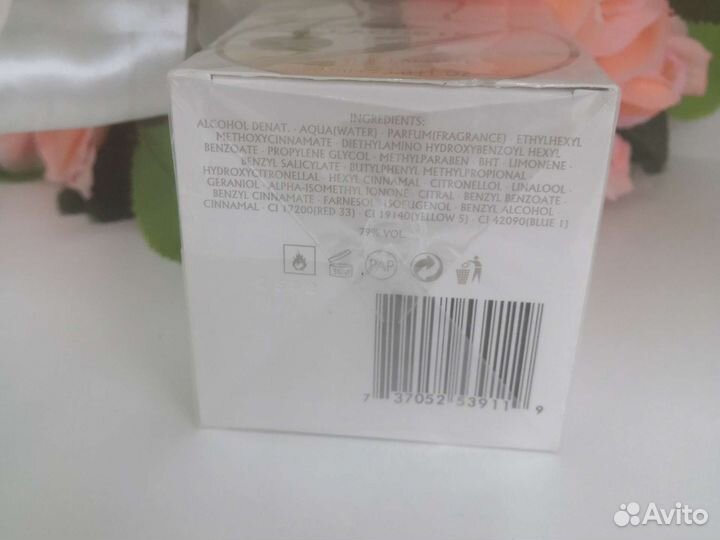 INGREDIENTS:
ALCOHOL DENAT. · AQUA(WATER) · PARFUM(FRAGRANCE) · ETHYLHEXYL
METHOXYCINNAMATE · DIETHYLAMINO HYDROXYBENZOYL HEXYL
BENZOATE · PROPYLENE GLYCOL · METHYLPARABEN · BHT · LIMONENE ·
BENZYL SALICYLATE · BUTYLPHENYL METHYLPROPIONAL ·
HYDROXYCITRONELLAL · HEXYL CINNAMAL · CITRONELLOL · LINALOOL ·
GERANIOL · ALPHA-ISOMETHYL IONONE · CITRAL · BENZYL BENZOATE ·
BENZYL CINNAMATE · FARNESOL · ISOEUGENOL · BENZYL ALCOHOL ·
CINNAMAL · CI 17200(RED 33) · CI 19140(YELLOW 5) · CI 42090(BLUE 1)
79% VOL.
PAP
7 37052 53911 9
Avito